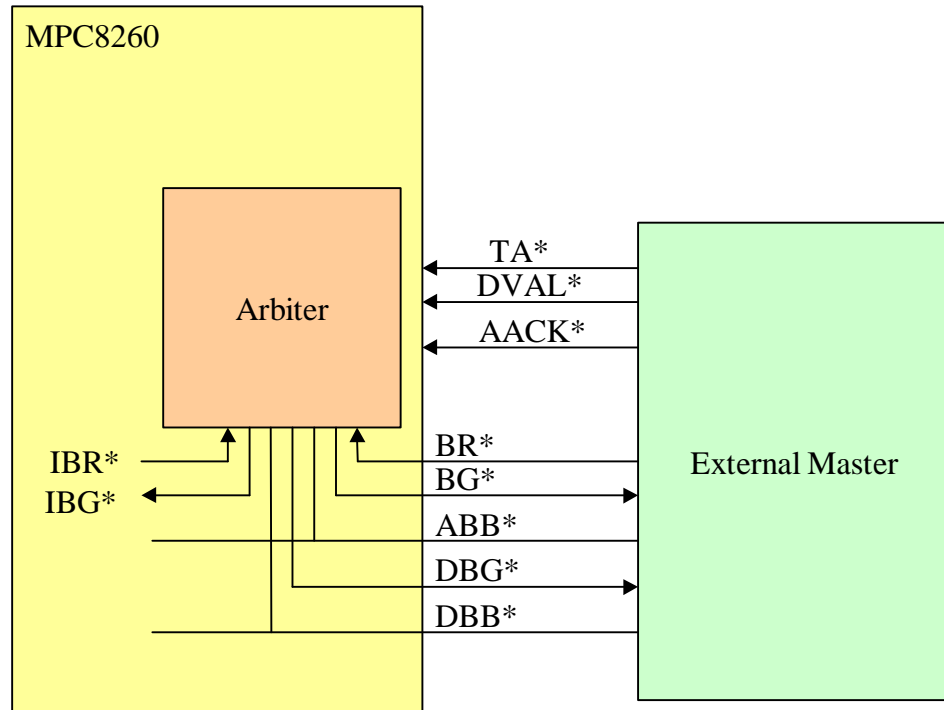 MPC8260
TA*
DVAL*
Arbiter
AACK*
External Master
IBR*
BR*
IBG*
BG*
ABB*
DBG*
DBB*